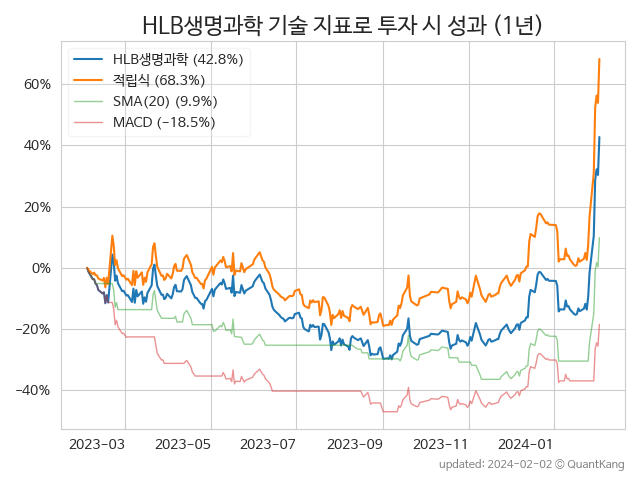 HLB생명과학 기술 지표로 투자 시 성과 (1년)
HLB생명과학 (42.8%)
적립식 (68.3%)
SMA(20) (9.9%)
MACD (−18.5%)
60%
40%
20%
0%
−20%
−40%
2023-03 2023-05 2023-07 2023-09 2023-11 2024-01
updated: 2024-02-02 © QuantKang